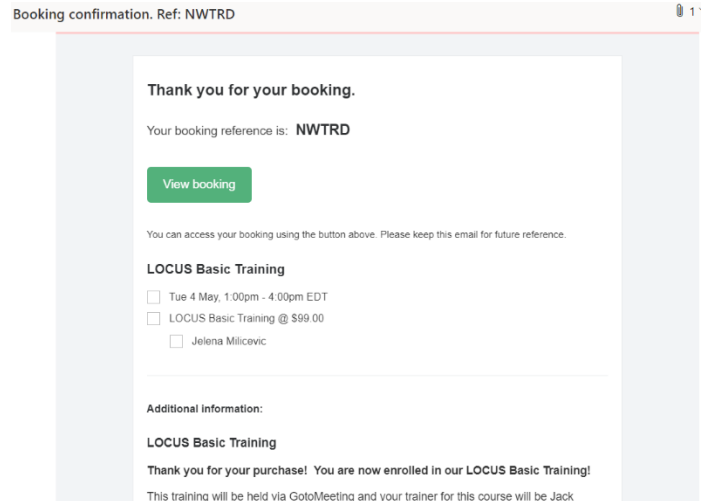 Booking confirmation. Ref: NWTRD
1
Thank you for your booking.
Your booking reference is: NWTRD
View booking
You can access your booking using the button above. Please keep this email for future reference.
LOCUS Basic Training
Tue 4 May, 1:00pm - 4:00pm EDT
LOCUS Basic Training @ $99.00
Jelena Milicevic
Additional information:
LOCUS Basic Training
Thank you for your purchase! You are now enrolled in our LOCUS Basic Training!
This training will be held via GotoMeeting and your trainer for this course will be Jack